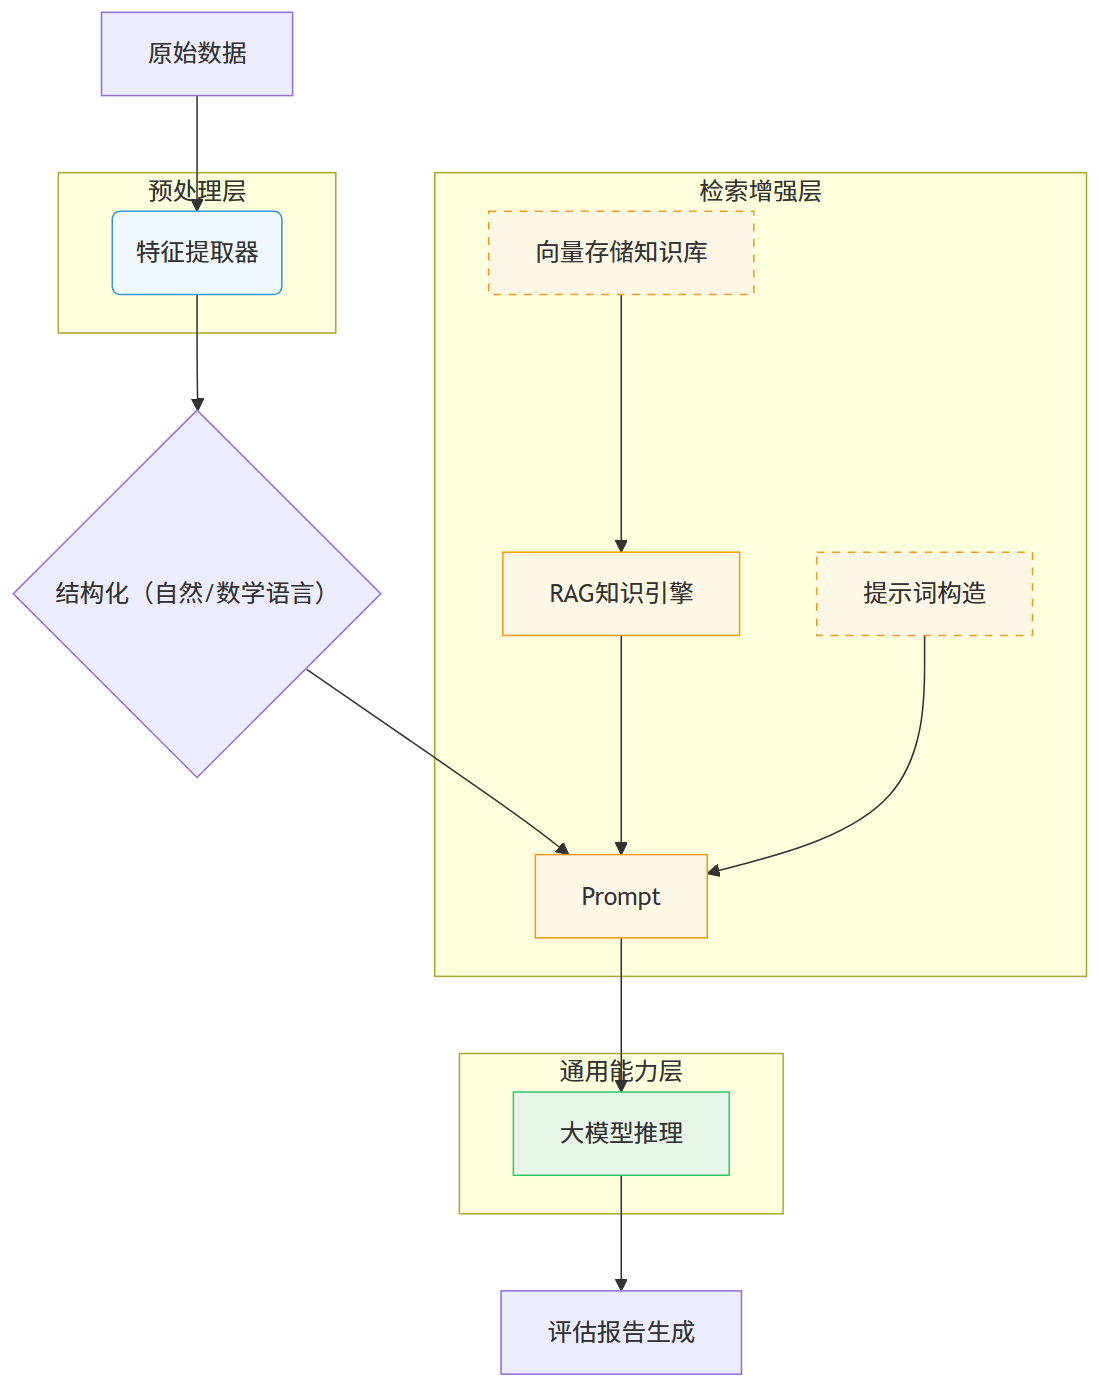 原始数据
预处理层
特征提取器
结构化（自然/数学语言）
检索增强层
向量存储知识库
RAG知识引擎
提示词构造
Prompt
通用能力层
大模型推理
评估报告生成